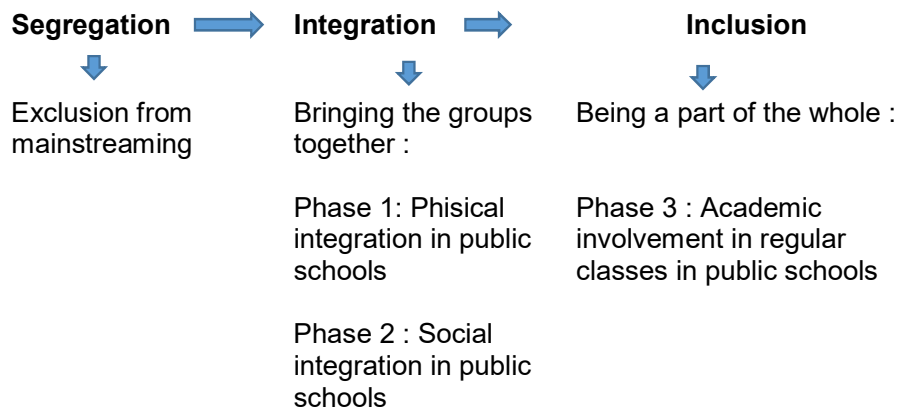 Segregation Integration Inclusion
Exclusion from
mainstreaming
Bringing the groups
together :
Phase 1: Phisical
integration in public
schools
Phase 2 : Social
integration in public
schools
Being a part of the whole :
Phase 3 : Academic
involvement in regular
classes in public schools